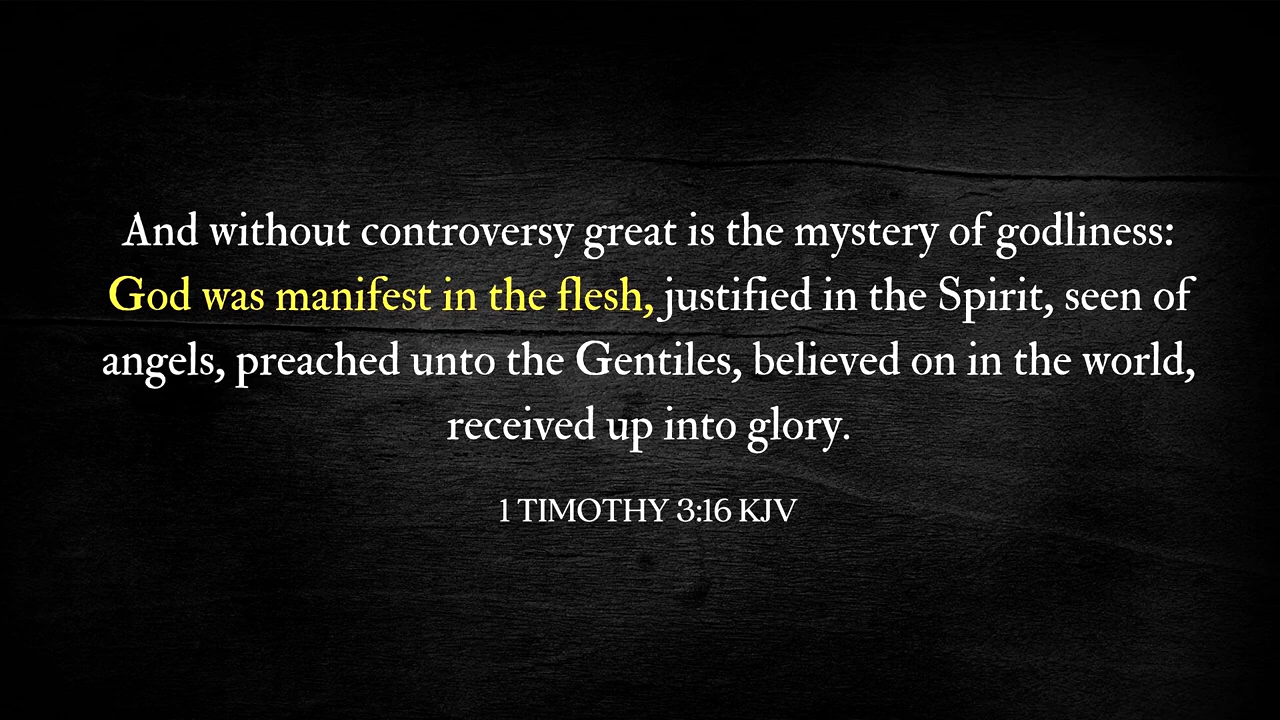 And without controversy great is the mystery of godliness:
God was manifest in the flesh, justified in the Spirit, seen of
angels, preached unto the Gentiles, believed on in the world,
received up into glory.
1 TIMOTHY 3:16 KJV